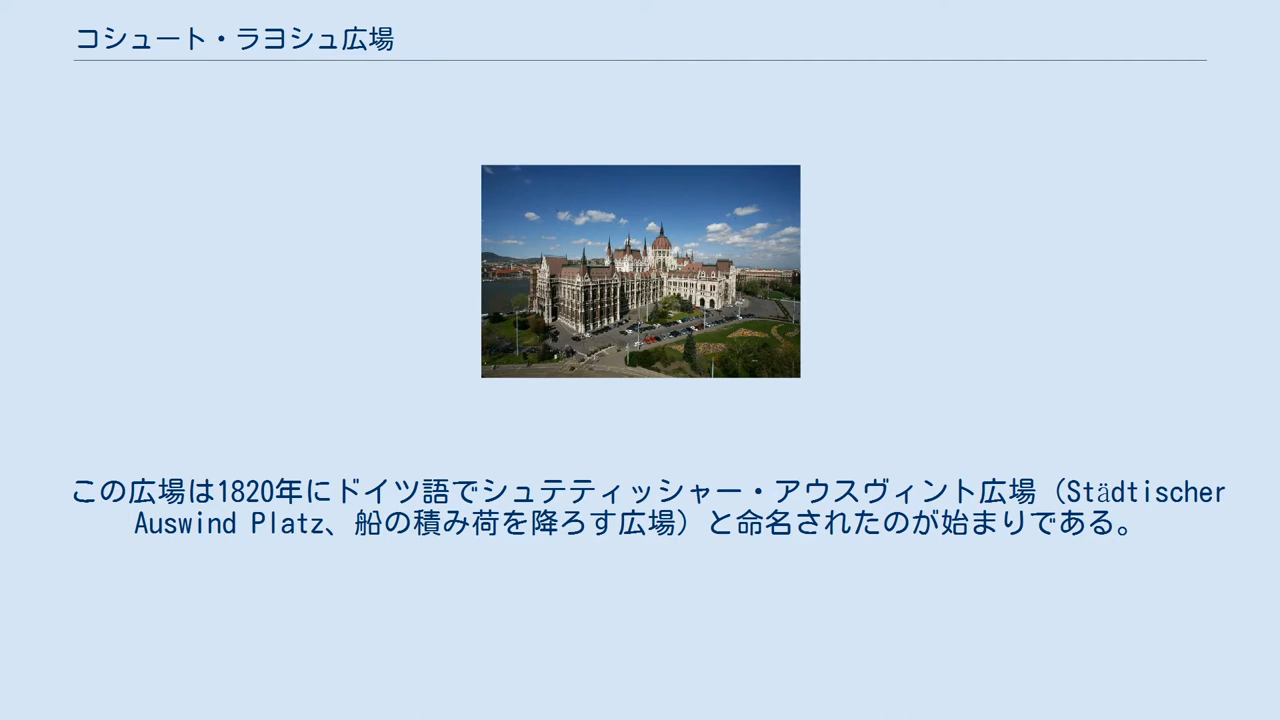 コシュート・ラヨシュ広場
この広場は1820年にドイツ語でシュテティッシャー・アウスヴィント広場（Städtischer
Auswind Platz、船の積み荷を降ろす広場）と命名されたのが始まりである。